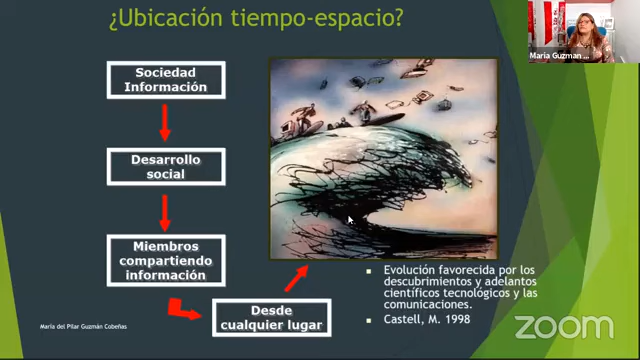 ¿Ubicación tiempo-espacio?
Maria Guzman ...
Sociedad
Información
Desarrollo
social
Miembros
compartiendo
información
Desde
cualquier lugar
Evolución favorecida por los
descubrimientos y adelantos
científicos tecnológicos y las
comunicaciones.
Castell, M. 1998
María del Pilar Guzmán Cobeñas
zoom